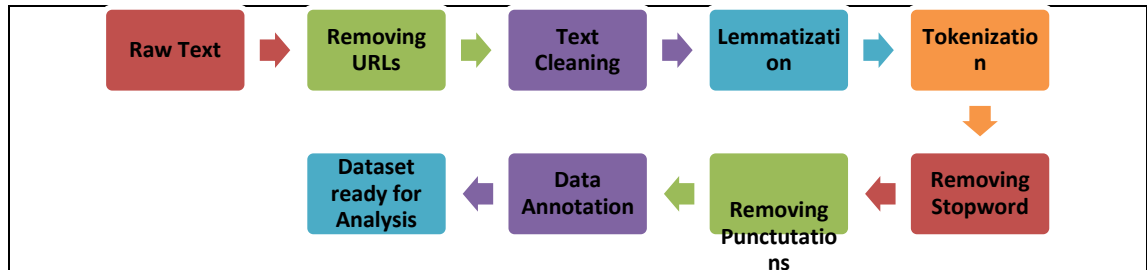 Raw Text
Removing
URLs
Text
Cleaning
Lemmatizati
on
Tokenizatio
n
Removing
Stopword
Removing
Punctutatio
ns
Data
Annotation
Dataset
ready for
Analysis